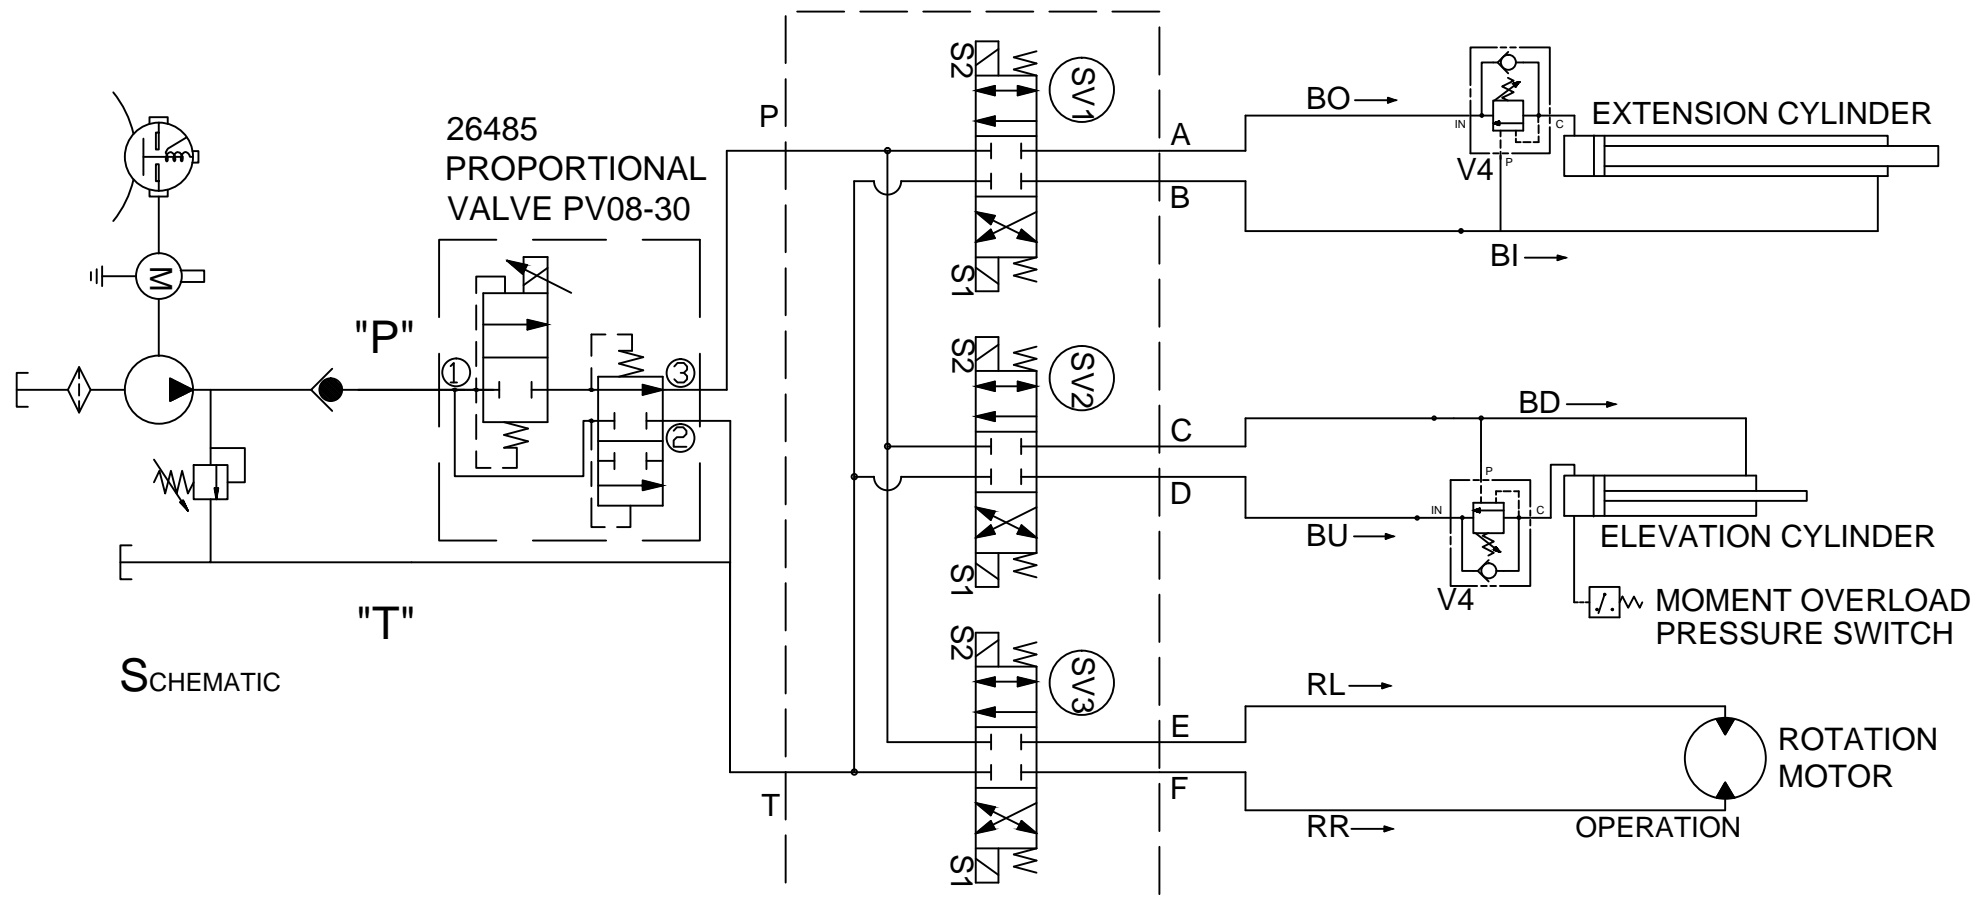 26485
PROPORTIONAL
VALVE PV08-30
M
"P"
1
3
2
"T"
SCHEMATIC
P
T
S2
SV1
S1
S2
SV2
S1
S2
SV3
S1
A
B
C
D
E
F
BO
IN
C
P
V4
EXTENSION CYLINDER
BI
BD
P
IN
C
BU
V4
ELEVATION CYLINDER
MOMENT OVERLOAD
PRESSURE SWITCH
RL
ROTATION
MOTOR
RR
OPERATION